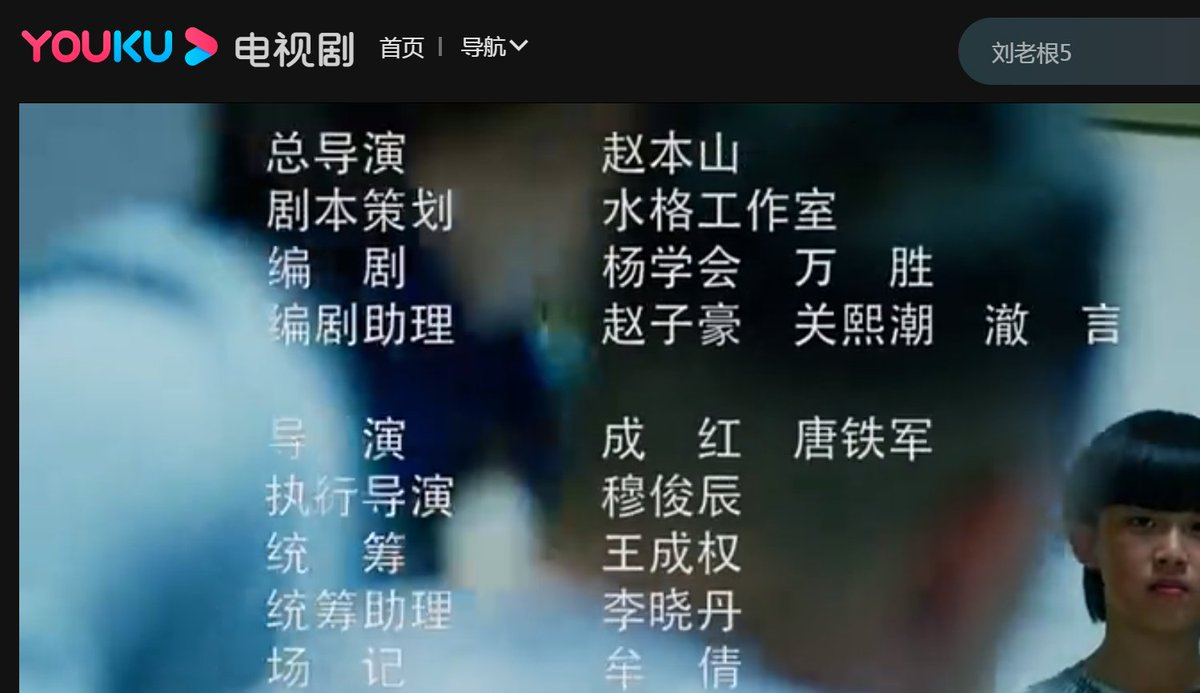 YOUKU 电视剧 首页 | 导航 刘老根5
总导演 赵本山
剧本策划 水格工作室
编 剧 杨学会 万 胜
编剧助理 赵子豪 关熙潮 澈 言
导 演 成 红 唐铁军
执行导演 穆俊辰
统 筹 王成权
统筹助理 李晓丹
场 记 牟 倩